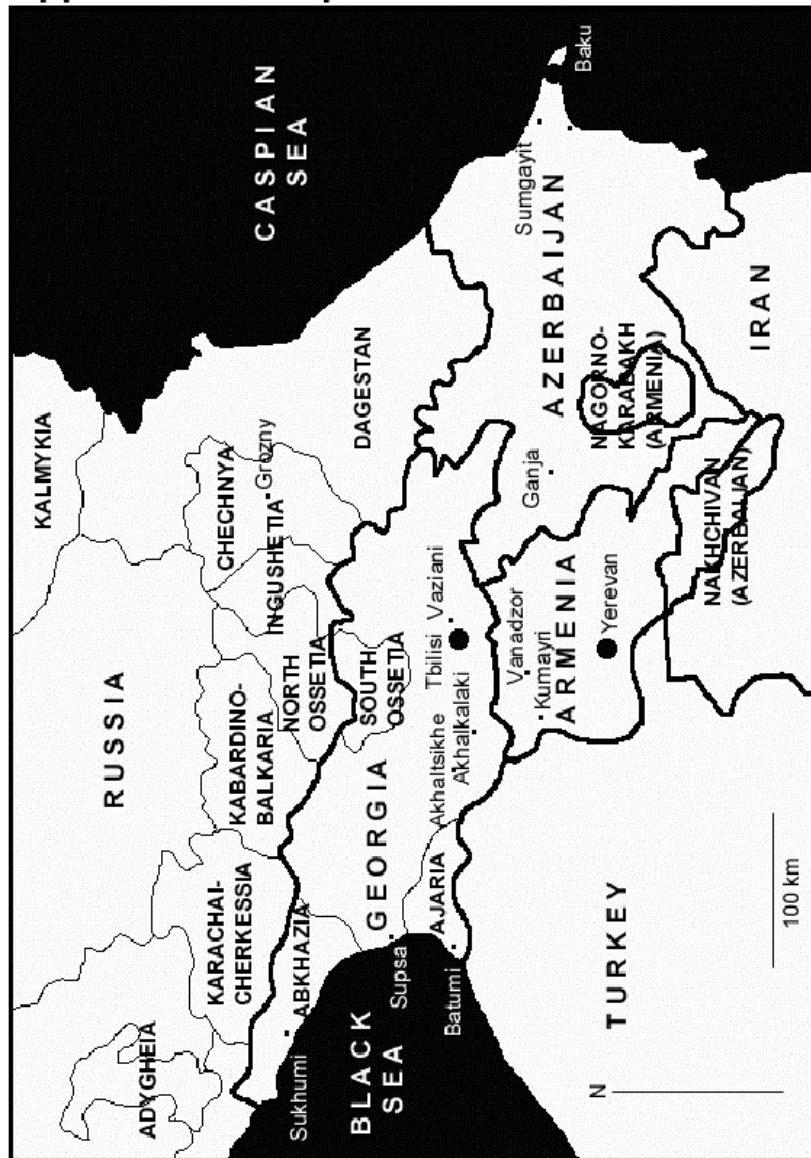 KALMYKIA
RUSSIA
ADYGHEIA
KARACHAI-
CHERKESSIA
KABARDINO-
BALKARIA
CHECHNYA
Grozny
INGUSHETIA
NORTH
OSSETIA
CASPIAN
SEA
DAGESTAN
Sukhumi
ABKHAZIA
SOUTH
OSSETIA
BLACK
SEA
GEORGIA
Supsa
AJARIA
Batumi
Akhaltsikhe
Akhalkalaki
Tbilisi
Vaziani
Vanadzor
Kumayri
ARMENIA
Yerevan
Ganja
Sumgayit
Baku
AZERBAIJAN
NAGORNO-
KARABAKH
(ARMENIA)
NAKHCHIVAN
(AZERBAIJAN)
IRAN
TURKEY
N
100 km